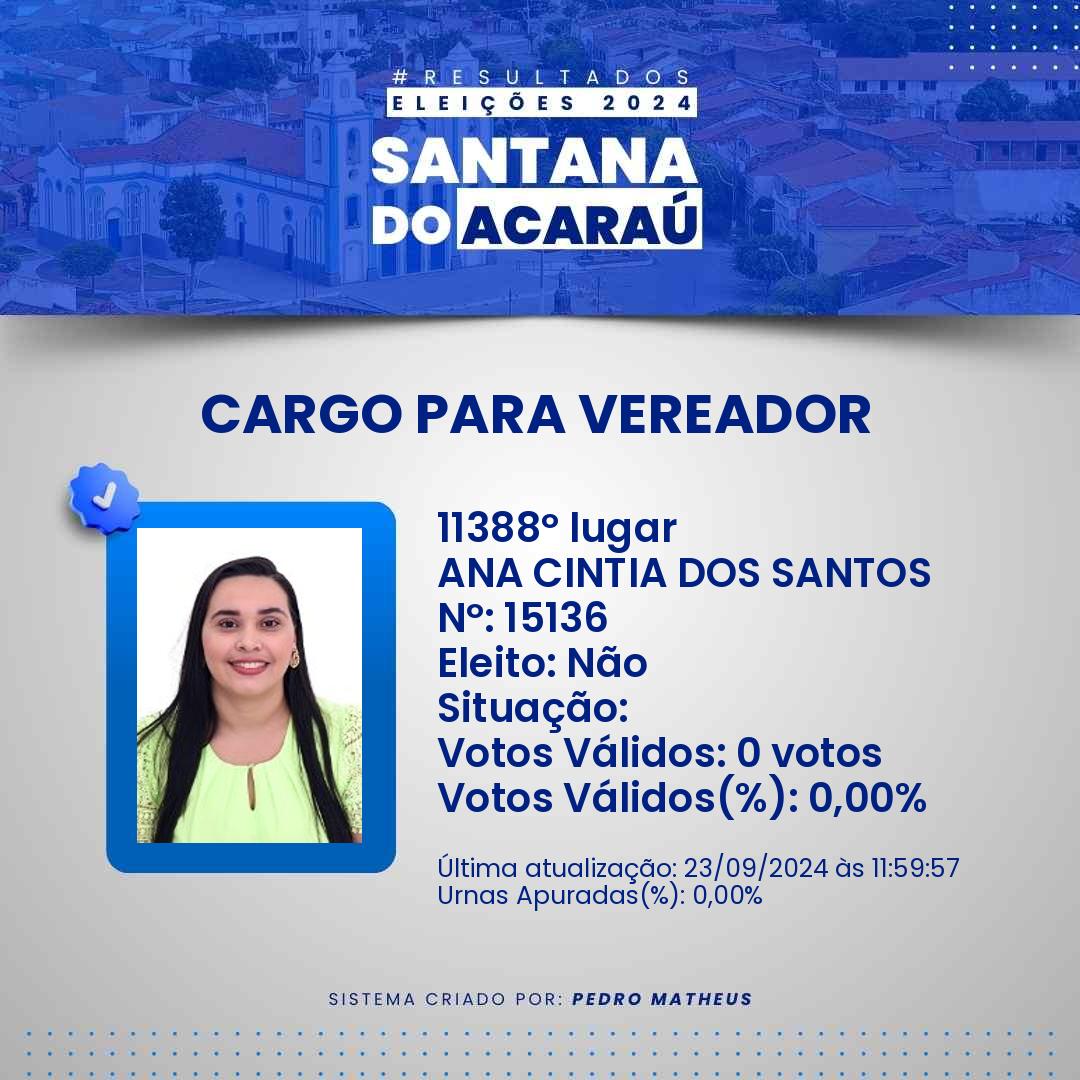 #RESULTADOS
ELEIÇÕES 2024
SANTANA
DO ACARAÚ
CARGO PARA VEREADOR
11388º lugar
ANA CINTIA DOS SANTOS
Nº: 15136
Eleito: Não
Situação:
Votos Válidos: 0 votos
Votos Válidos(%): 0,00%
Última atualização: 23/09/2024 às 11:59:57
Urnas Apuradas(%): 0,00%
SISTEMA CRIADO POR: PEDRO MATHEUS